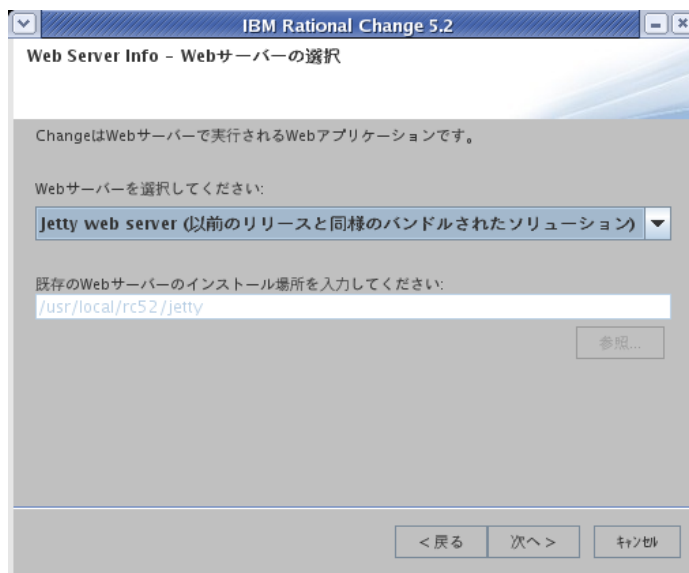 IBM Rational Change 5.2
Web Server Info - Webサーバーの選択
ChangeはWebサーバーで実行されるWebアプリケーションです。
Webサーバーを選択してください:
Jetty web server (以前のリリースと同様のバンドルされたソリューション)
既存のWebサーバーのインストール場所を入力してください:
/usr/local/rc52/jetty
参照...
< 戻る 次へ > ｷｬﾝｾﾙ